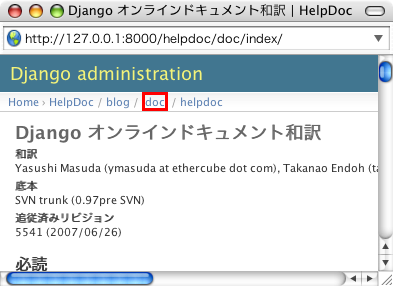 Django オンラインドキュメント和訳 | HelpDoc
http://127.0.0.1:8000/helpdoc/doc/index/
Django administration
Home › HelpDoc / blog / doc / helpdoc
Django オンラインドキュメント和訳
和訳
Yasushi Masuda (ymasuda at ethercube dot com), Takanao Endoh (ta
底本
SVN trunk (0.97pre SVN)
追従済みリビジョン
5541 (2007/06/26)
必読